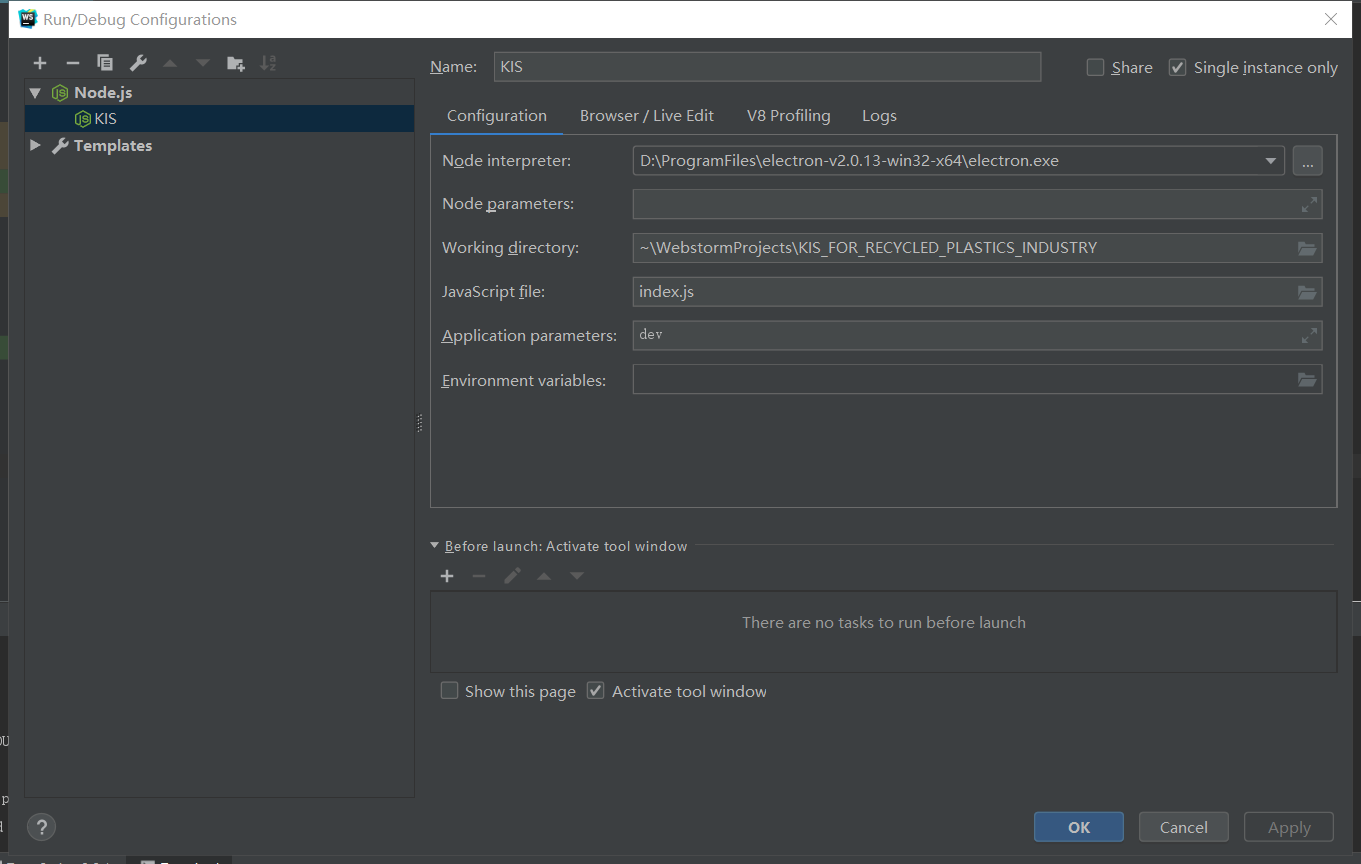 WS Run/Debug Configurations
Name: KIS
Share Single instance only
Node.js
KIS
Templates
Configuration Browser / Live Edit V8 Profiling Logs
Node interpreter: D:\ProgramFiles\electron-v2.0.13-win32-x64\electron.exe ...
Node parameters:
Working directory: ~\WebstormProjects\KIS_FOR_RECYCLED_PLASTICS_INDUSTRY
JavaScript file: index.js
Application parameters: dev
Environment variables:
Before launch: Activate tool window
There are no tasks to run before launch
Show this page Activate tool window
? OK Cancel Apply